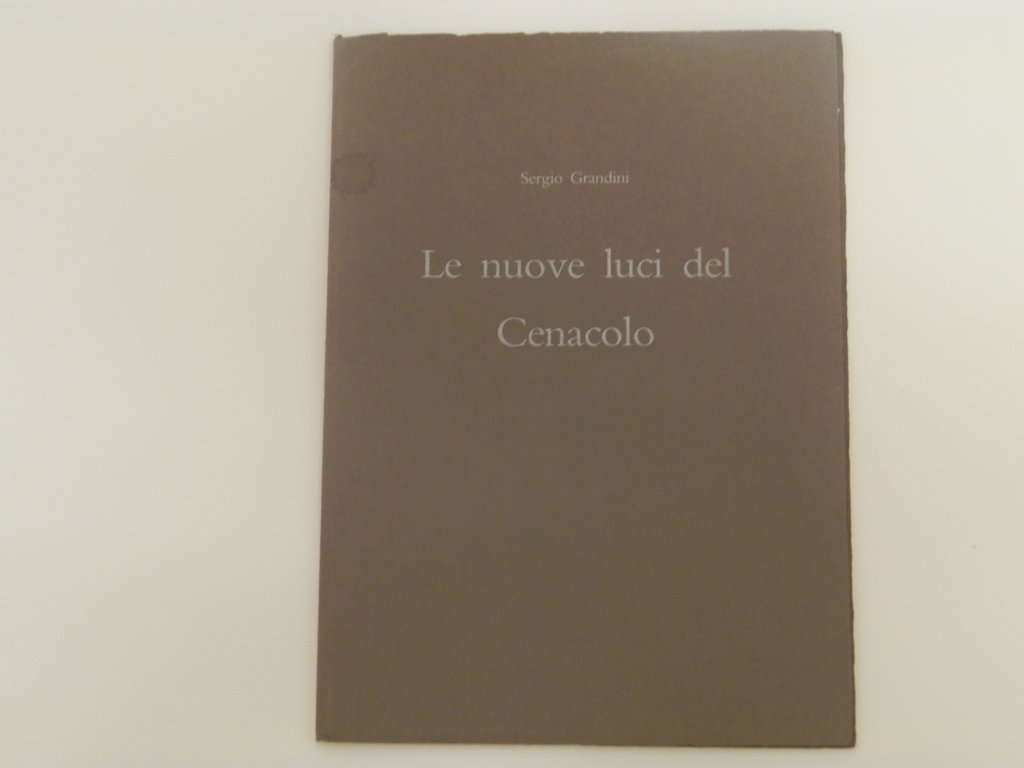 Sergio Grandini
Le nuove luci del
Cenacolo